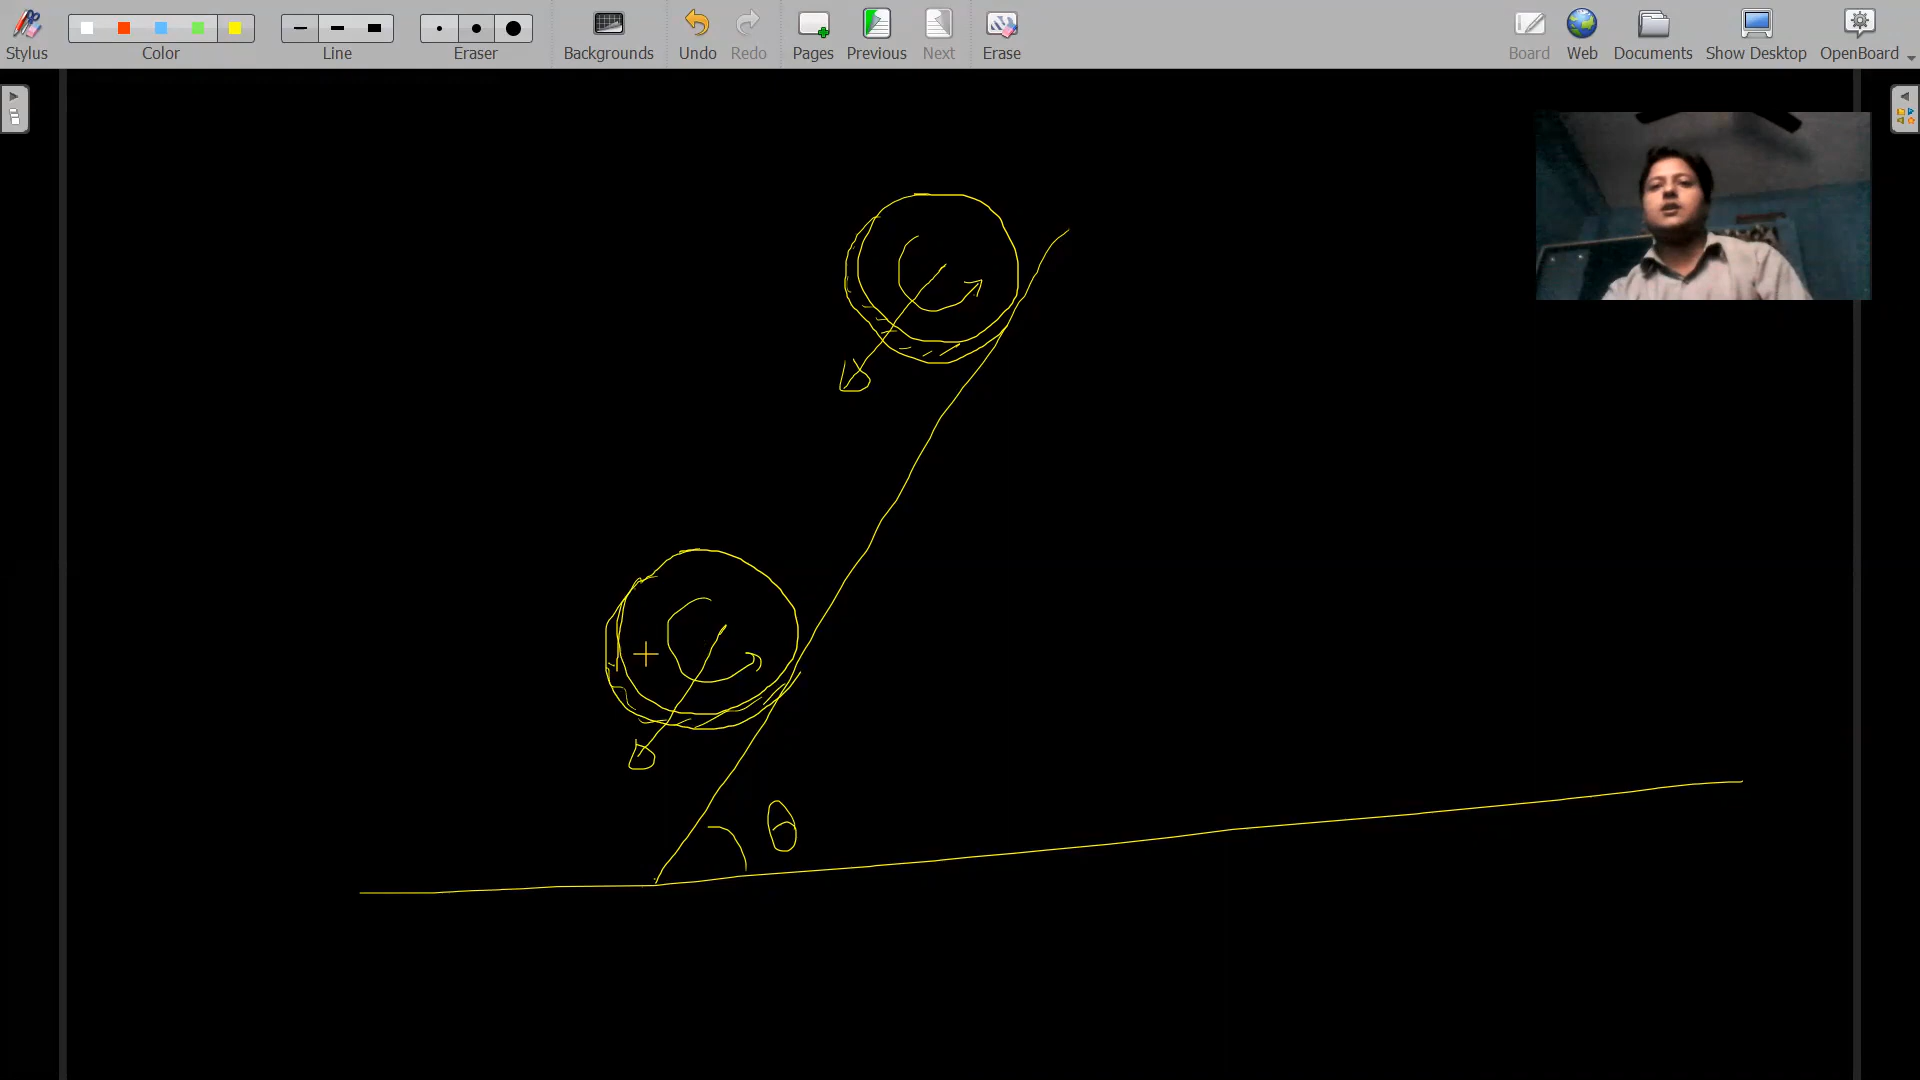 Stylus Color Line Eraser Backgrounds Undo Redo Pages Previous Next Erase Board Web Documents Show Desktop OpenBoard
θ